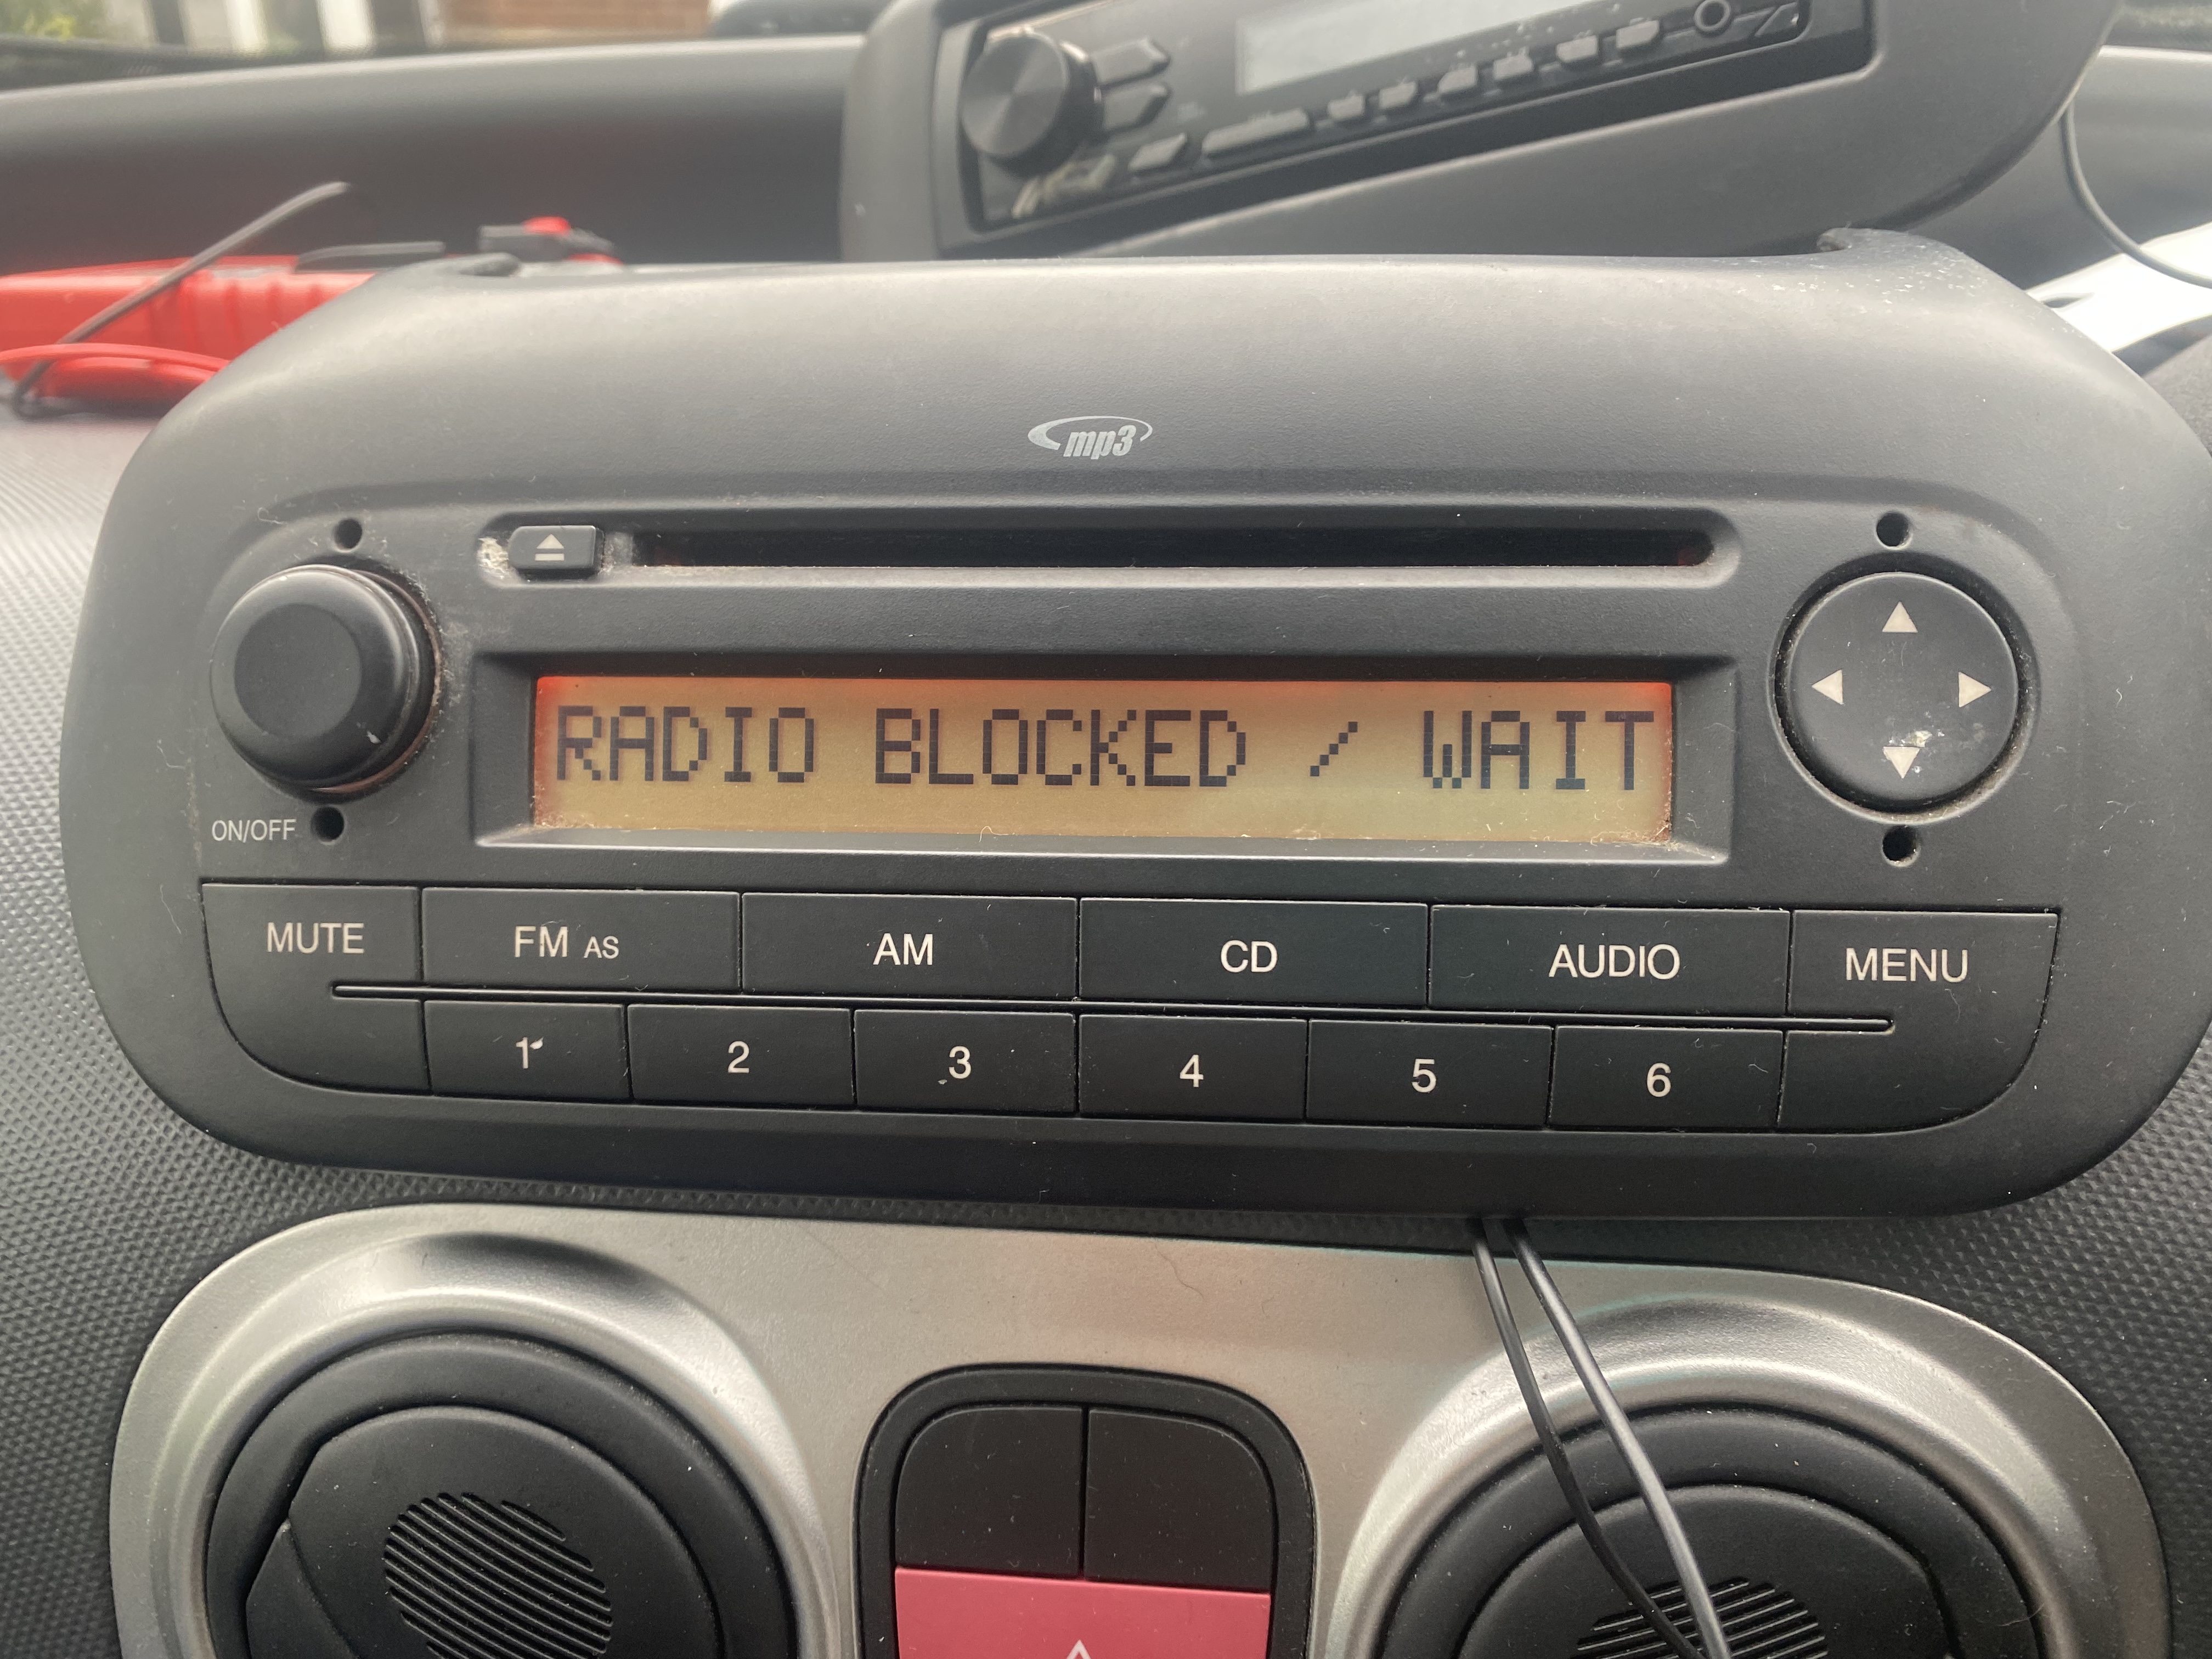 mp3
RADIO BLOCKED / WAIT
ON/OFF
MUTE FM AS AM CD AUDIO MENU
1 2 3 4 5 6